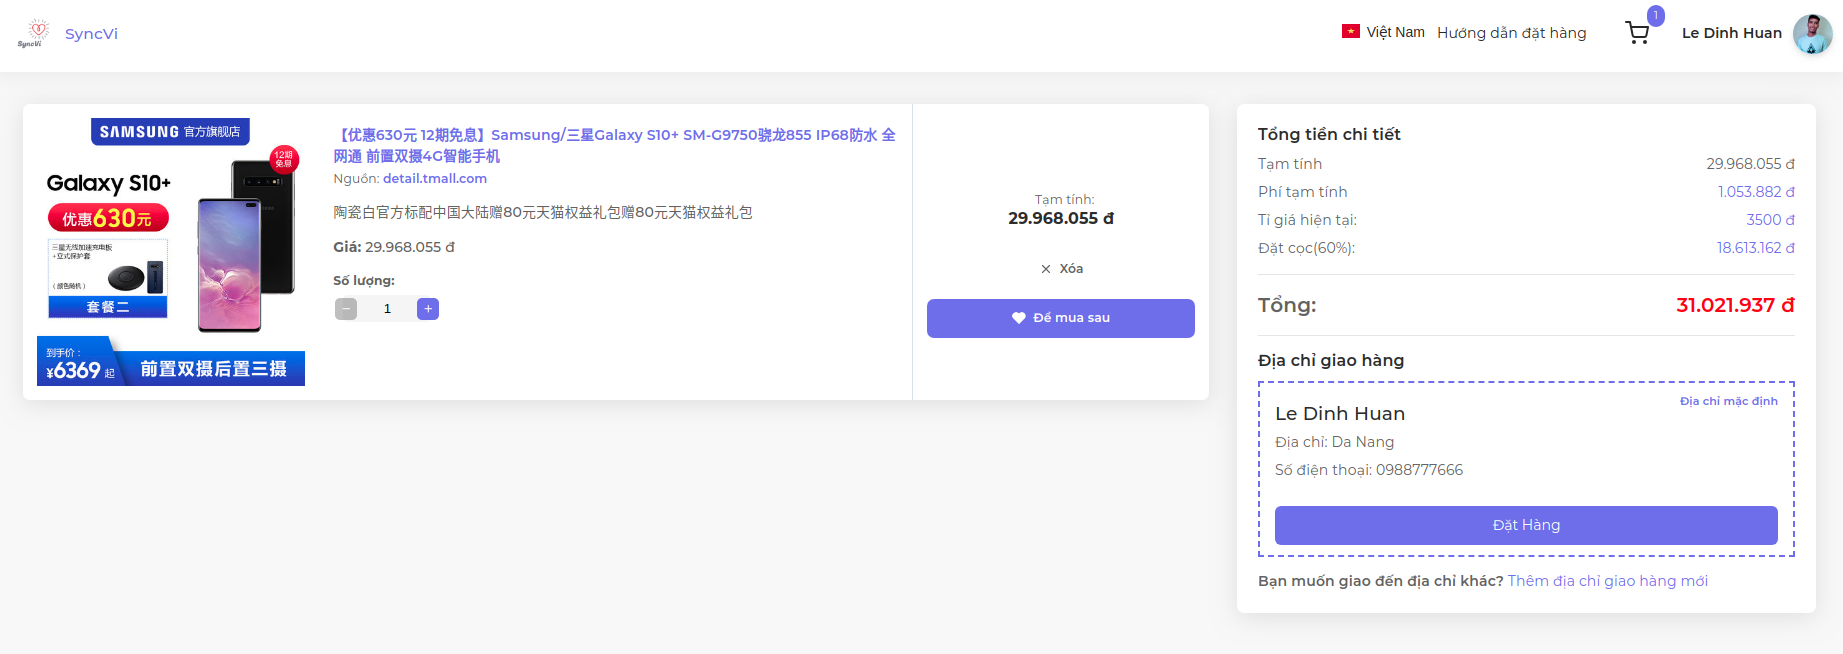 SyncVi
SyncVi
Việt Nam
Hướng dẫn đặt hàng
1
Le Dinh Huan
SAMSUNG 官方旗舰店
12期
免息
Galaxy S10+
优惠630元
三星无线加速充电板
+立式保护套
（颜色随机）
套餐二
到手价：
¥6369 起
前置双摄后置三摄
【优惠630元 12期免息】Samsung/三星Galaxy S10+ SM-G9750骁龙855 IP68防水 全
网通 前置双摄4G智能手机
Nguồn: detail.tmall.com
陶瓷白官方标配中国大陆赠80元天猫权益礼包赠80元天猫权益礼包
Giá: 29.968.055 đ
Số lượng:
− 1 +
Tạm tính:
29.968.055 đ
Xóa
Để mua sau
Tổng tiền chi tiết
Tạm tính 29.968.055 đ
Phí tạm tính 1.053.882 đ
Tỉ giá hiện tại: 3500 đ
Đặt cọc(60%): 18.613.162 đ
Tổng: 31.021.937 đ
Địa chỉ giao hàng
Địa chỉ mặc định
Le Dinh Huan
Địa chỉ: Da Nang
Số điện thoại: 0988777666
Đặt Hàng
Bạn muốn giao đến địa chỉ khác? Thêm địa chỉ giao hàng mới